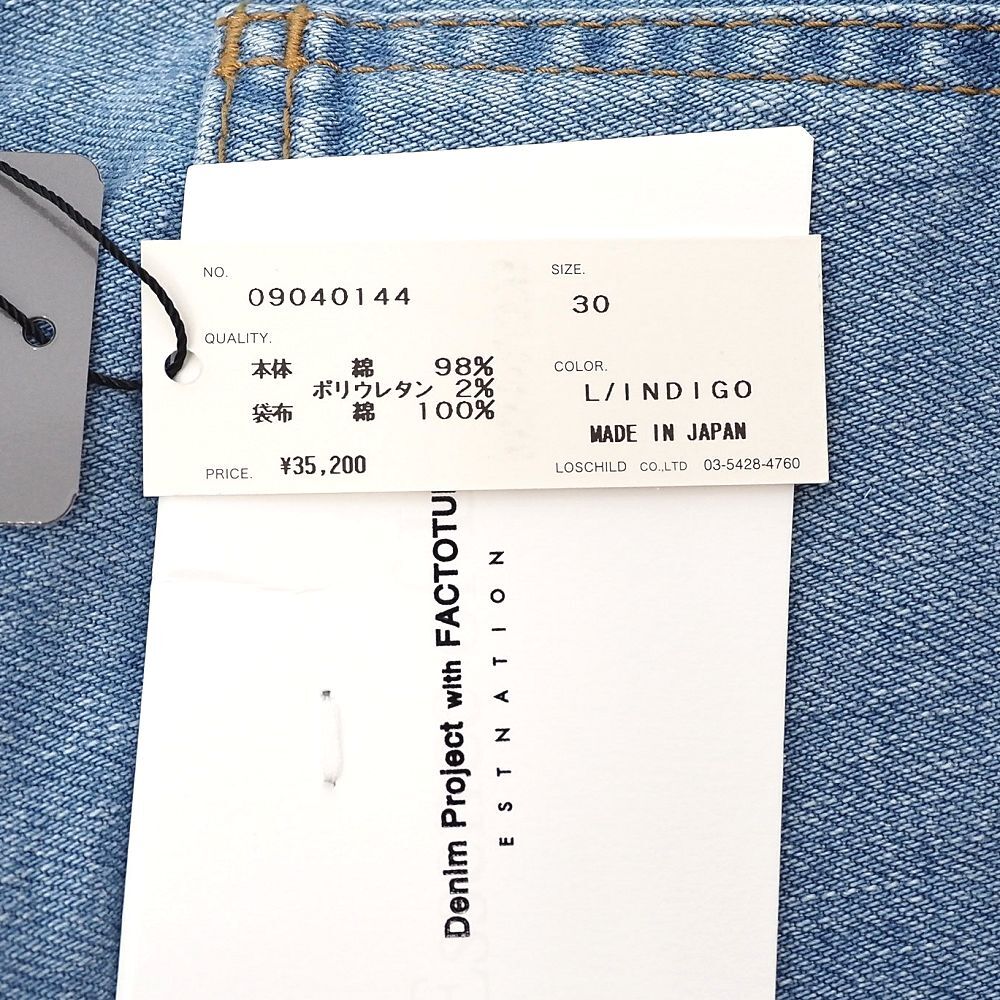 NO.
09040144
QUALITY.
本体 綿 98%
ポリウレタン 2%
袋布 綿 100%
PRICE. ¥35,200
SIZE.
30
COLOR.
L/INDIGO
MADE IN JAPAN
LOSCHILD CO.,LTD 03-5428-4760
Denim Project with FACTOTU
ESTNATION